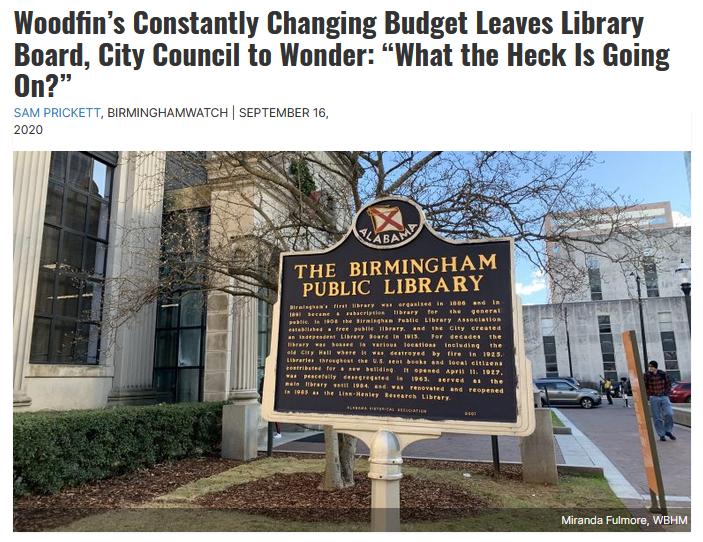 Woodfin's Constantly Changing Budget Leaves Library
Board, City Council to Wonder: “What the Heck Is Going
On?”
SAM PRICKETT, BIRMINGHAMWATCH | SEPTEMBER 16,
2020
ALABAMA
THE BIRMINGHAM
PUBLIC LIBRARY
Birmingham's first library was organized in 1886 and in
1891 became a subscription library for the general
public. In 1908 the Birmingham Public Library Association
established a free public library, and the City created
an independent Library Board in 1913. For decades the
library was housed in various locations including the
old City Hall where it was destroyed by fire in 1925.
Libraries throughout the U.S. sent books and local citizens
contributed for a new building. It opened April 11, 1927,
was peacefully desegregated in 1963, served as the
main library until 1984, and was renovated and reopened
in 1985 as the Linn-Henley Research Library.
ALABAMA HISTORICAL ASSOCIATION
2007
Miranda Fulmore, WBHM